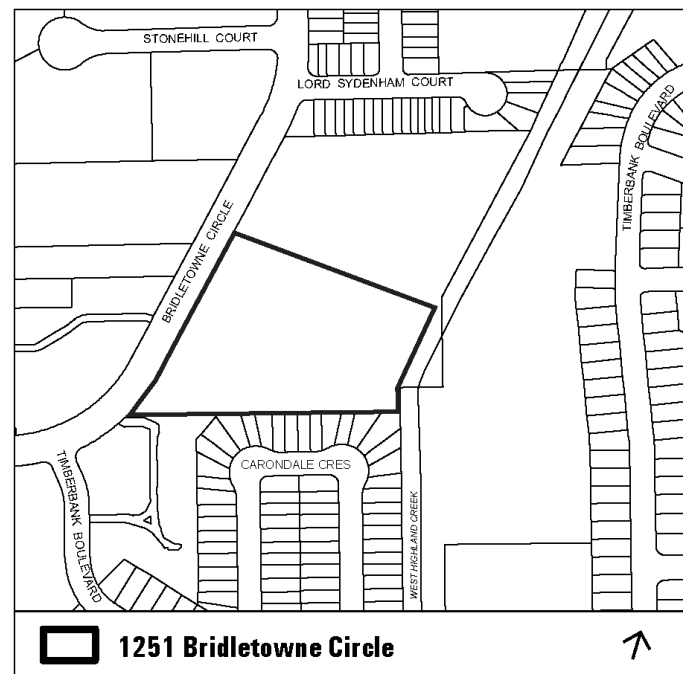 STONEHILL COURT
LORD SYDENHAM COURT
TIMBERBANK BOULEVARD
BRIDLETOWNE CIRCLE
CARONDALE CRES
TIMBERBANK BOULEVARD
WEST HIGHLAND CREEK
1251 Bridletowne Circle